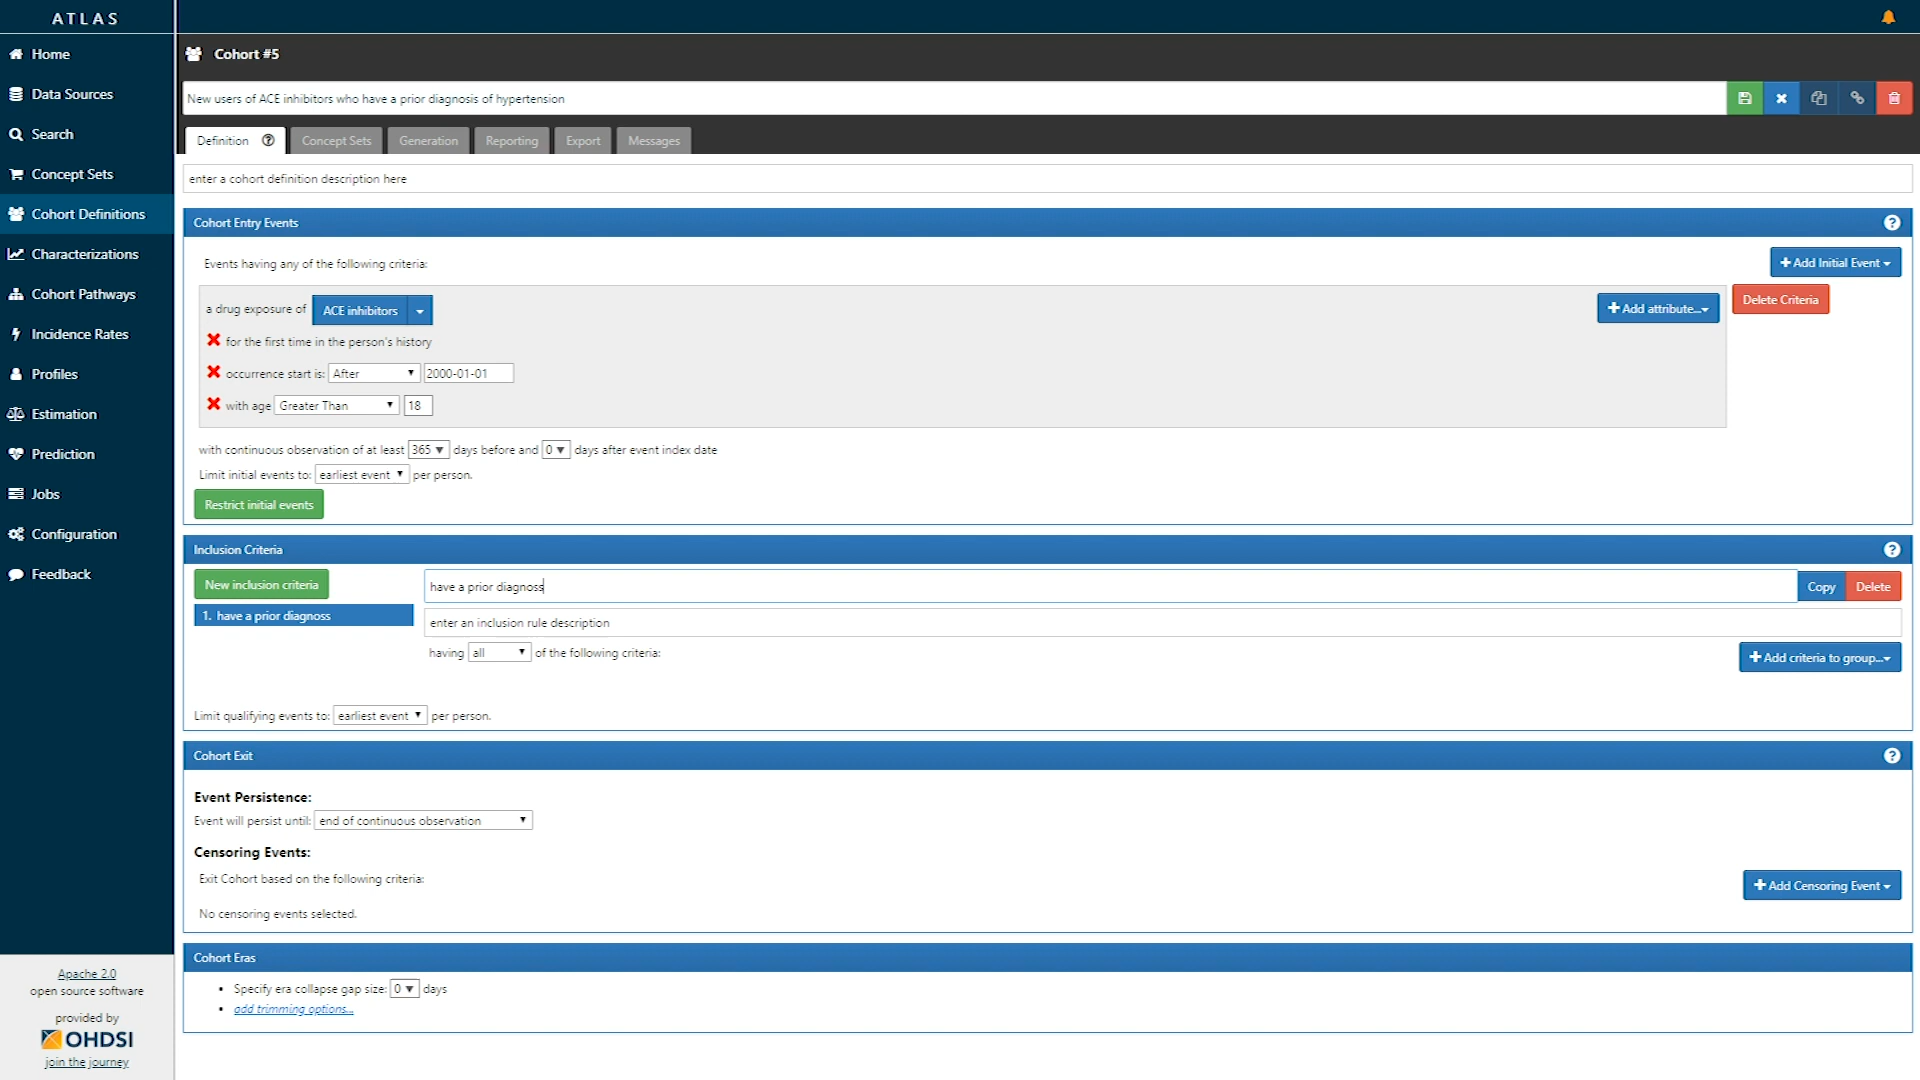 ATLAS
Home
Data Sources
Search
Concept Sets
Cohort Definitions
Characterizations
Cohort Pathways
Incidence Rates
Profiles
Estimation
Prediction
Jobs
Configuration
Feedback
Apache 2.0
open source software
provided by
OHDSI
join the journey
Cohort #5
New users of ACE inhibitors who have a prior diagnosis of hypertension
Definition Concept Sets Generation Reporting Export Messages
enter a cohort definition description here
Cohort Entry Events
Events having any of the following criteria:
Add Initial Event
a drug exposure of ACE inhibitors
Add attribute...
Delete Criteria
for the first time in the person's history
occurrence start is: After 2000-01-01
with age Greater Than 18
with continuous observation of at least 365 days before and 0 days after event index date
Limit initial events to: earliest event per person.
Restrict initial events
Inclusion Criteria
New inclusion criteria
1. have a prior diagnoss
have a prior diagnoss
Copy Delete
enter an inclusion rule description
having all of the following criteria:
Add criteria to group...
Limit qualifying events to: earliest event per person.
Cohort Exit
Event Persistence:
Event will persist until: end of continuous observation
Censoring Events:
Exit Cohort based on the following criteria:
Add Censoring Event
No censoring events selected.
Cohort Eras
Specify era collapse gap size: 0 days
add trimming options...